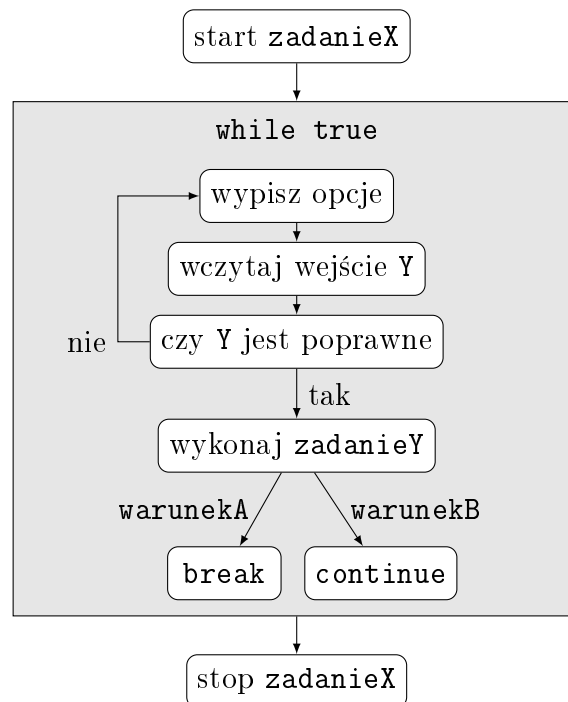 start zadanieX
while true
wypisz opcje
wczytaj wejście Y
czy Y jest poprawne
nie
tak
wykonaj zadanieY
warunekA
warunekB
break
continue
stop zadanieX